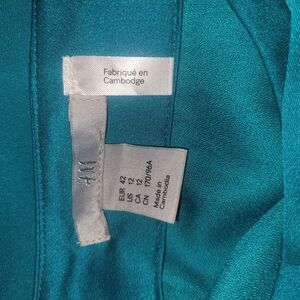 Fabriqué en
Cambodge
H&M
EUR 42
US 12
CA 12
CN 170/96A
Made in
Cambodia